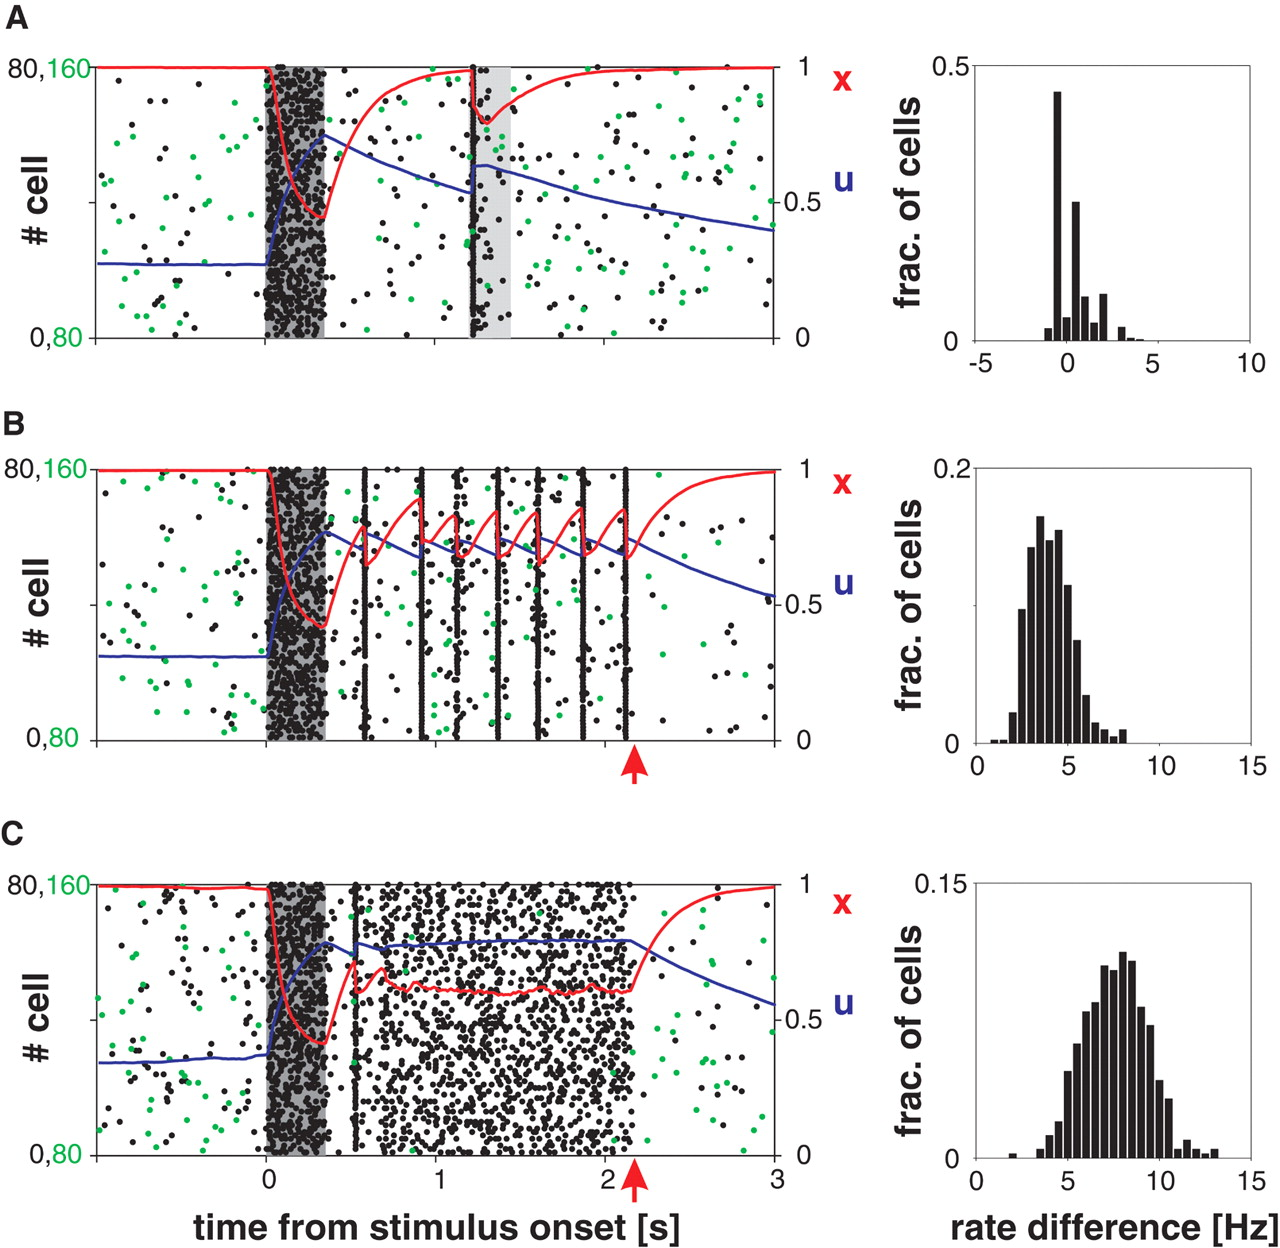 A
80,160
# cell
0,80
1
x
u
0.5
0
0.5
frac. of cells
0
-5 0 5 10
B
80,160
# cell
0,80
1
x
u
0.5
0
0.2
frac. of cells
0
0 5 10 15
C
80,160
# cell
0,80
1
x
u
0.5
0
0 1 2 3
time from stimulus onset [s]
0.15
frac. of cells
0
0 5 10 15
rate difference [Hz]